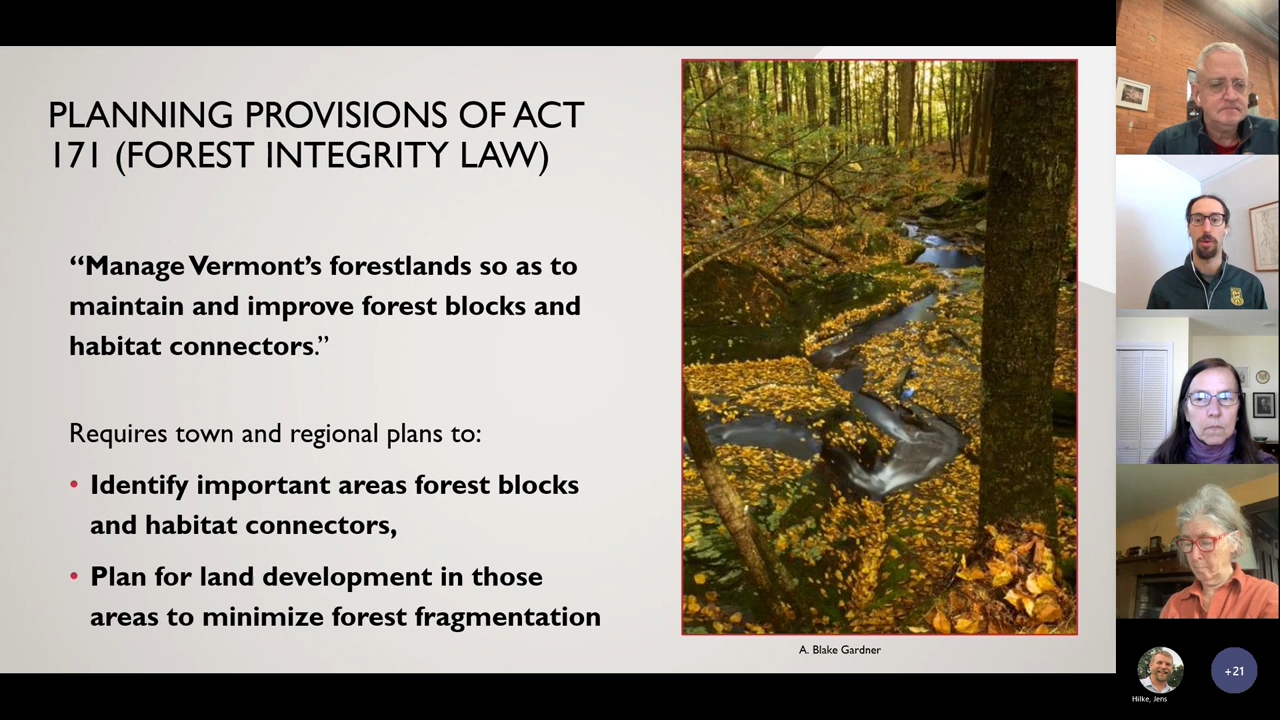 PLANNING PROVISIONS OF ACT
171 (FOREST INTEGRITY LAW)
“Manage Vermont’s forestlands so as to
maintain and improve forest blocks and
habitat connectors.”
Requires town and regional plans to:
• Identify important areas forest blocks
and habitat connectors,
• Plan for land development in those
areas to minimize forest fragmentation
A. Blake Gardner
Hilke, Jens
+21